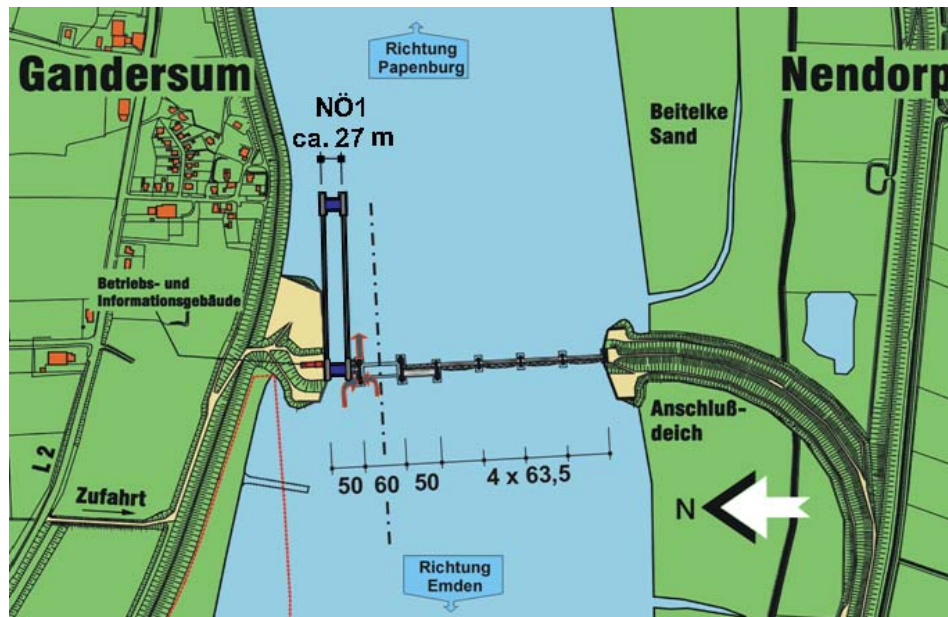 Richtung
Papenburg
Gandersum
Nendorp
NÖ1
ca. 27 m
Beitelke
Sand
Betriebs- und
Informationsgebäude
Anschluß-
deich
L 2
Zufahrt
50 60 50 4 x 63,5
N
Richtung
Emden